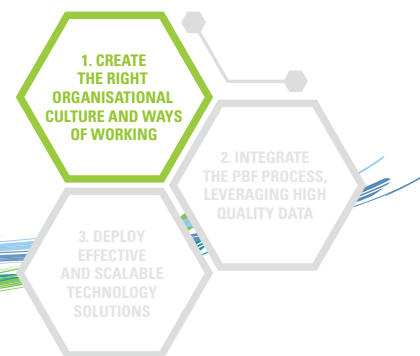 1. CREATE
THE RIGHT
ORGANISATIONAL
CULTURE AND WAYS
OF WORKING
2. INTEGRATE
THE PBF PROCESS,
LEVERAGING HIGH
QUALITY DATA
3. DEPLOY
EFFECTIVE
AND SCALABLE
TECHNOLOGY
SOLUTIONS